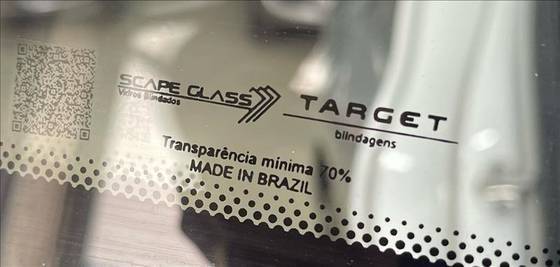 SCAPE GLASS
Vidros Blindados
TARGET
blindagens
Transparência mínima 70%
MADE IN BRAZIL